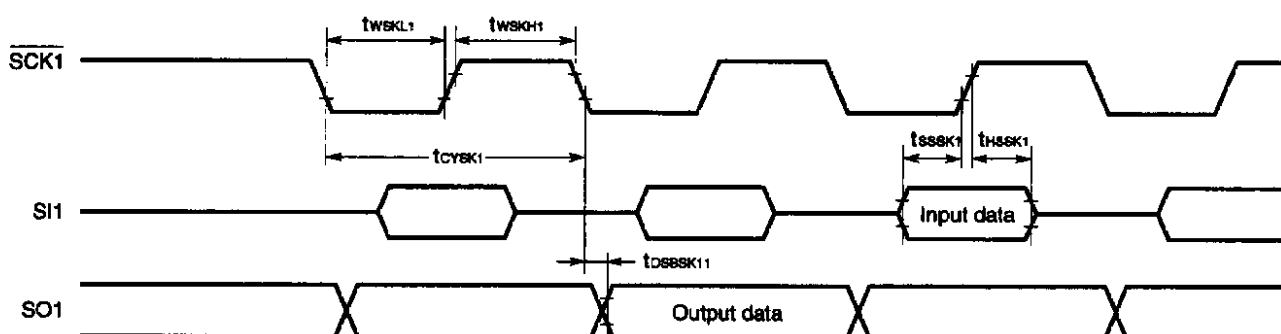 tWSKL1 tWSKH1
SCK1
tSSSK1 tHSSK1
tCYSK1
SI1 Input data
tDSBSK11
SO1 Output data